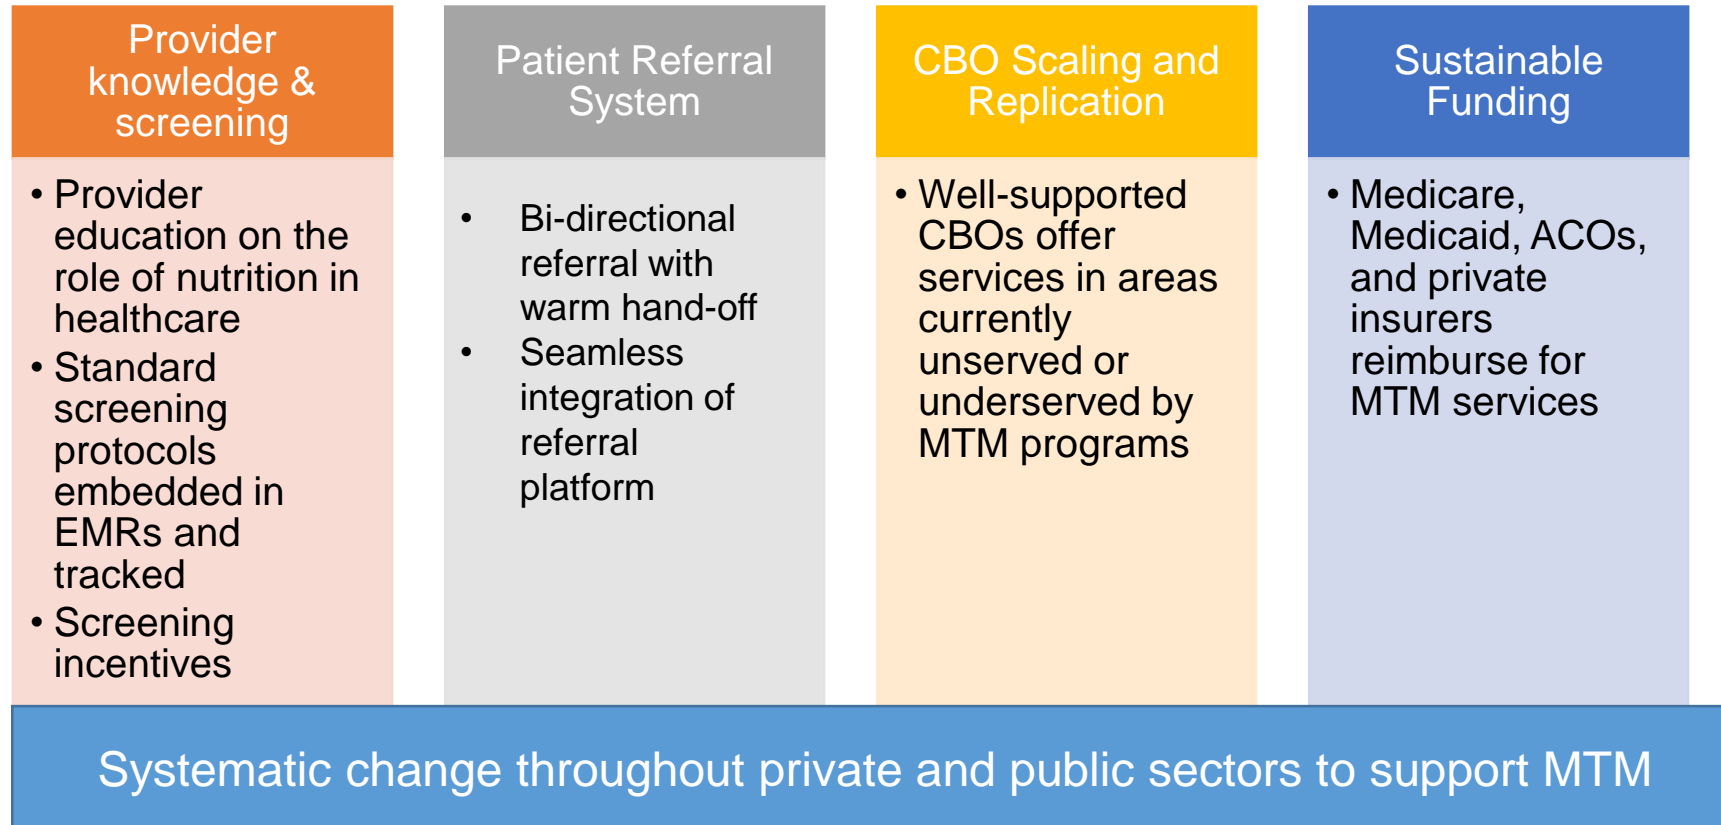 Provider
knowledge &
screening
• Provider
education on the
role of nutrition in
healthcare
• Standard
screening
protocols
embedded in
EMRs and
tracked
• Screening
incentives
Patient Referral
System
• Bi-directional
referral with
warm hand-off
• Seamless
integration of
referral
platform
CBO Scaling and
Replication
• Well-supported
CBOs offer
services in areas
currently
unserved or
underserved by
MTM programs
Sustainable
Funding
• Medicare,
Medicaid, ACOs,
and private
insurers
reimburse for
MTM services
Systematic change throughout private and public sectors to support MTM